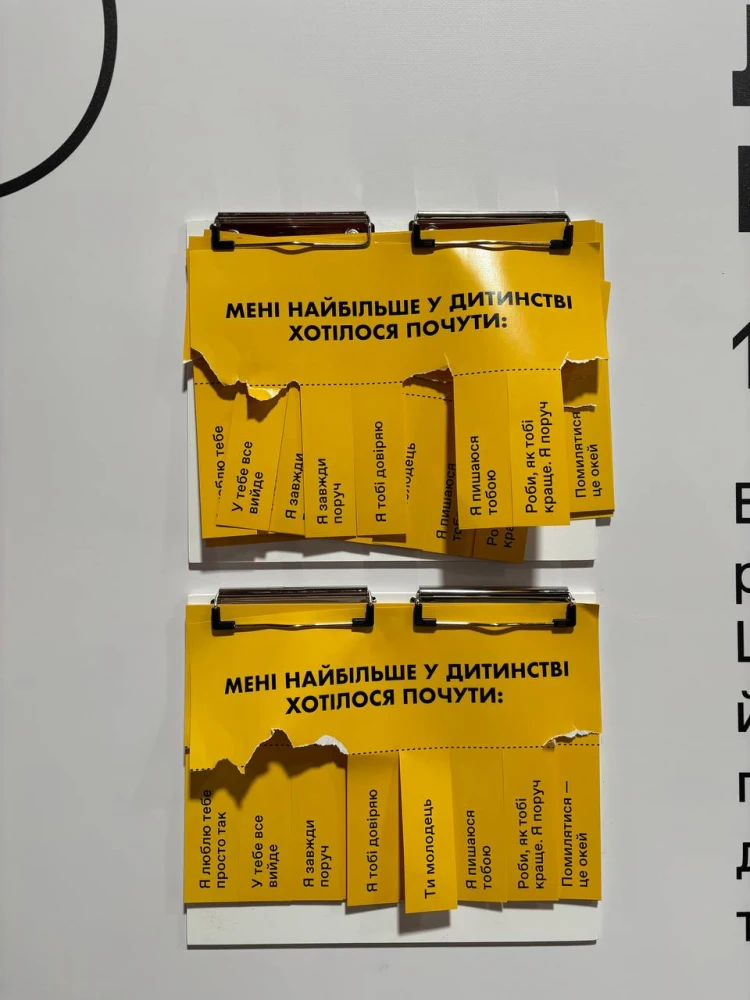 МЕНІ НАЙБІЛЬШЕ У ДИТИНСТВІ
ХОТІЛОСЯ ПОЧУТИ:
тебе
У тебе все
вийде
Я завжди
Я завжди
поруч
Я тобі довіряю
Я пишаюся
Я пишаюся
тобою
Роби, як тобі
краще. Я поруч
Помилятися
це окей
МЕНІ НАЙБІЛЬШЕ У ДИТИНСТВІ
ХОТІЛОСЯ ПОЧУТИ:
Я люблю тебе
просто так
У тебе все
вийде
Я завжди
поруч
Я тобі довіряю
Ти молодець
Я пишаюся
тобою
Роби, як тобі
краще. Я поруч
Помилятися —
це окей